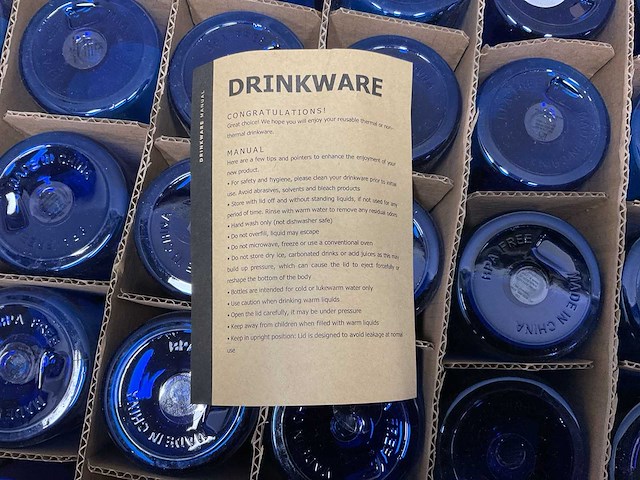 DRINKWARE
CONGRATULATIONS!
Great choice! We hope you will enjoy your reusable thermal or non-
thermal drinkware.
MANUAL
Here are a few tips and pointers to enhance the enjoyment of your
new product.
• For safety and hygiene, please clean your drinkware prior to initial
use. Avoid abrasives, solvents and bleach products
• Store with lid off and without standing liquids, if not used for any
period of time. Rinse with warm water to remove any residual odors
• Hand wash only (not dishwasher safe)
• Do not overfill, liquid may escape
• Do not microwave, freeze or use a conventional oven
• Do not store dry ice, carbonated drinks or acid juices as the may
build up pressure, which can cause the lid to eject forcefully or
reshape the bottom of the body
• Bottles are intended for cold or lukewarm water only
• Use caution when drinking warm liquids
• Open the lid carefully, it may be under pressure
• Keep away from children when filled with warm liquids
• Keep in upright position: Lid is designed to avoid leakage at normal
use
DRINKWARE MANUAL
MADE IN CHINA
BPA FREE
MADE IN CHINA
BPA FREE
MADE IN CHINA